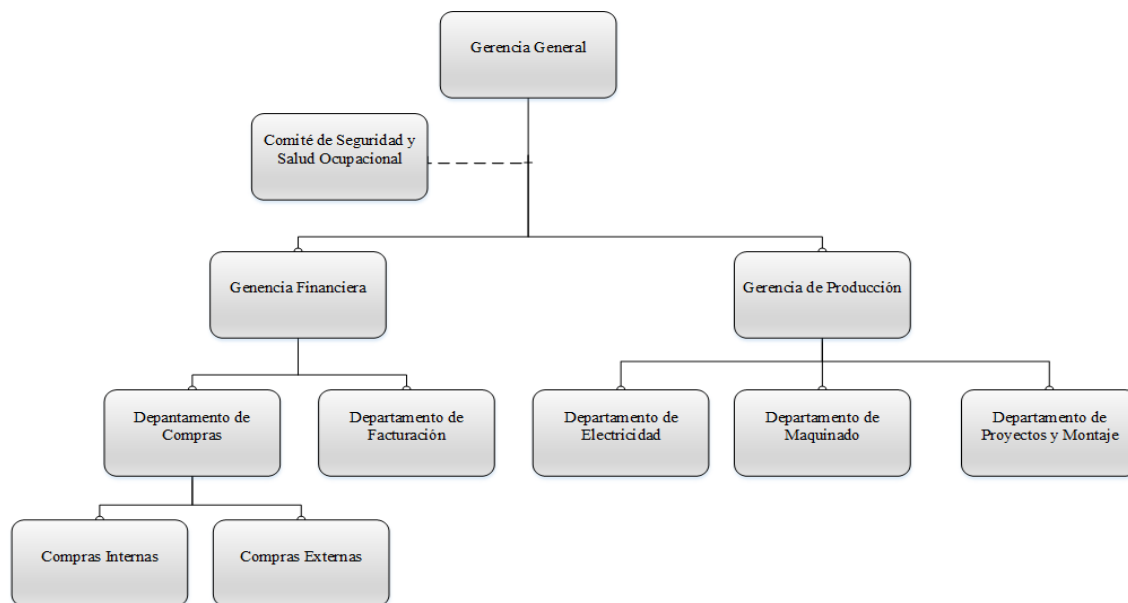 Gerencia General
Comité de Seguridad y
Salud Ocupacional
Genencia Financiera
Gerencia de Producción
Depantamento de
Compras
Departamento de
Facturación
Departamento de
Electricidad
Departamento de
Maquinado
Departamento de
Proyectos y Montaje
Compras Internas
Compras Externas